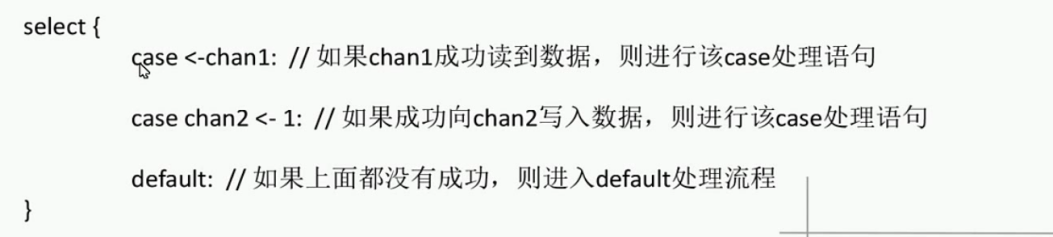 select {
case <-chan1:  // 如果chan1成功读到数据，则进行该case处理语句
case chan2 <- 1:  // 如果成功向chan2写入数据，则进行该case处理语句
default:  // 如果上面都没有成功，则进入default处理流程
}